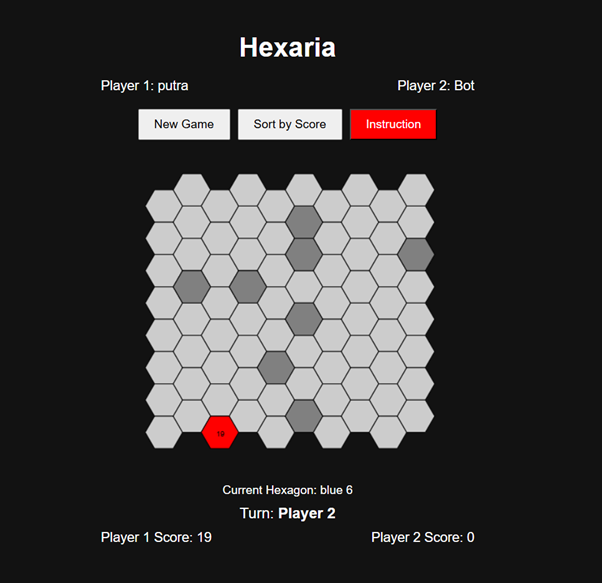 Hexaria
Player 1: putra Player 2: Bot
New Game Sort by Score Instruction
19
Current Hexagon: blue 6
Turn: Player 2
Player 1 Score: 19 Player 2 Score: 0